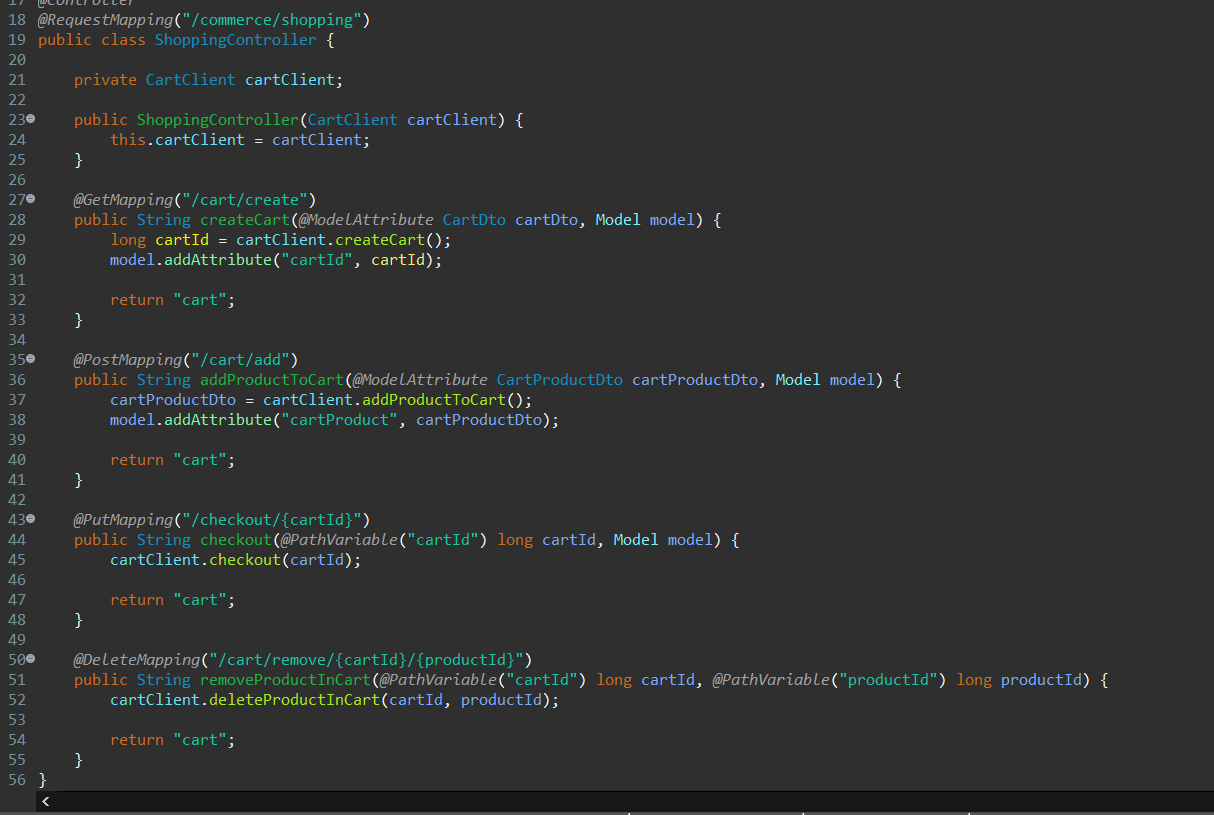 17 @Controller
18 @RequestMapping("/commerce/shopping")
19 public class ShoppingController {
20
21     private CartClient cartClient;
22
23     public ShoppingController(CartClient cartClient) {
24         this.cartClient = cartClient;
25     }
26
27     @GetMapping("/cart/create")
28     public String createCart(@ModelAttribute CartDto cartDto, Model model) {
29         long cartId = cartClient.createCart();
30         model.addAttribute("cartId", cartId);
31
32         return "cart";
33     }
34
35     @PostMapping("/cart/add")
36     public String addProductToCart(@ModelAttribute CartProductDto cartProductDto, Model model) {
37         cartProductDto = cartClient.addProductToCart();
38         model.addAttribute("cartProduct", cartProductDto);
39
40         return "cart";
41     }
42
43     @PutMapping("/checkout/{cartId}")
44     public String checkout(@PathVariable("cartId") long cartId, Model model) {
45         cartClient.checkout(cartId);
46
47         return "cart";
48     }
49
50     @DeleteMapping("/cart/remove/{cartId}/{productId}")
51     public String removeProductInCart(@PathVariable("cartId") long cartId, @PathVariable("productId") long productId) {
52         cartClient.deleteProductInCart(cartId, productId);
53
54         return "cart";
55     }
56 }